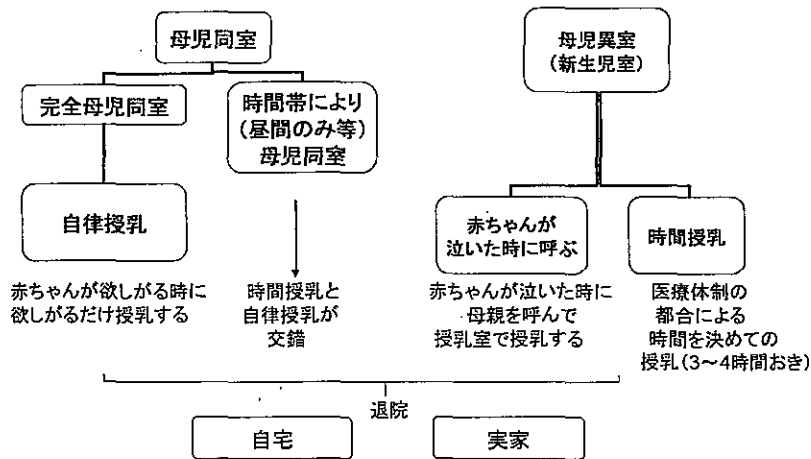 母児同室
母児異室
(新生児室)
完全母児同室
時間帯により
(昼間のみ等)
母児同室
自律授乳
赤ちゃんが
泣いた時に呼ぶ
時間授乳
赤ちゃんが欲しがる時に
欲しがるだけ授乳する
時間授乳と
自律授乳が
交錯
赤ちゃんが泣いた時に
母親を呼んで
授乳室で授乳する
医療体制の
都合による
時間を決めての
授乳(3～4時間おき)
退院
自宅
実家